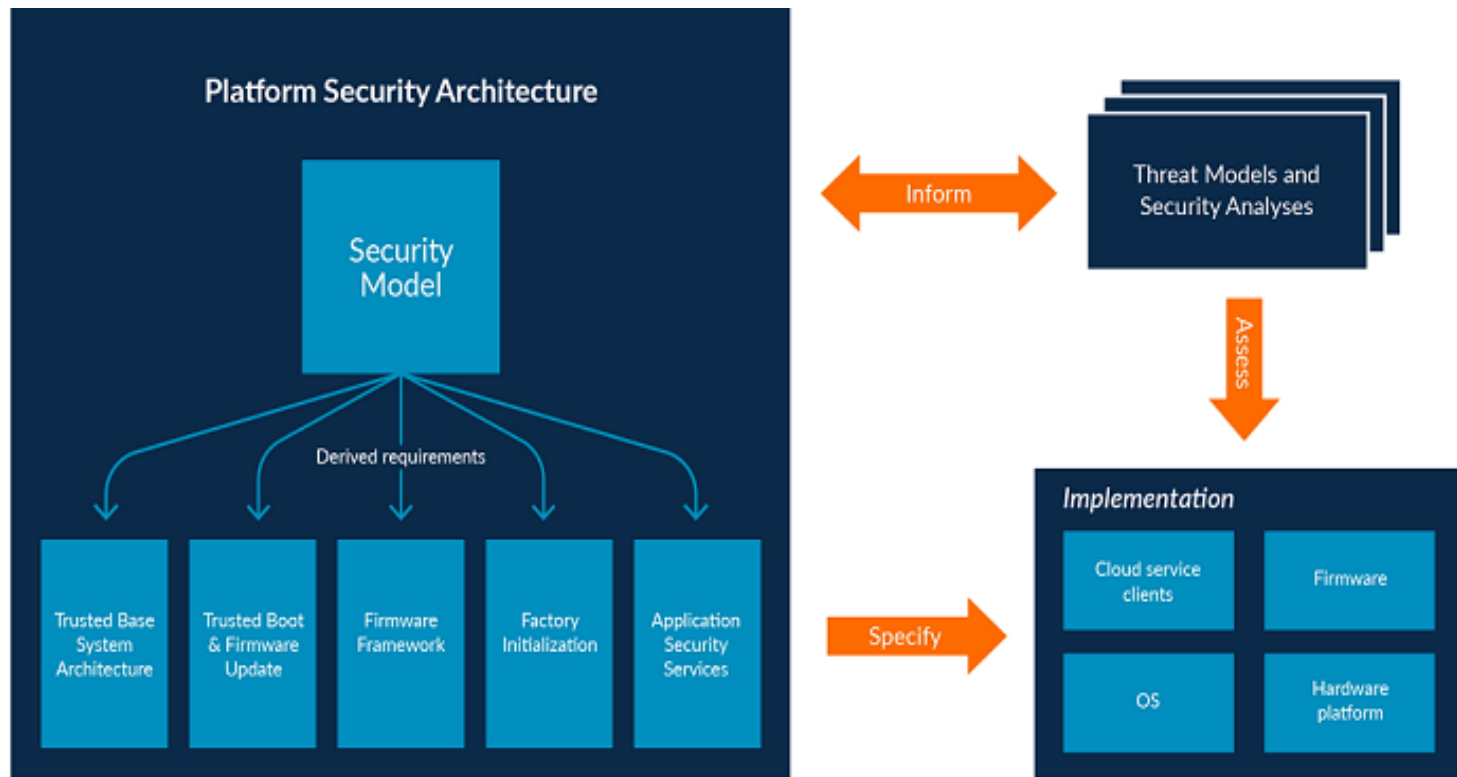 Platform Security Architecture
Security
Model
Derived requirements
Trusted Base
System
Architecture
Trusted Boot
& Firmware
Update
Firmware
Framework
Factory
Initialization
Application
Security
Services
Inform
Threat Models and
Security Analyses
Assess
Specify
Implementation
Cloud service
clients
Firmware
OS
Hardware
platform